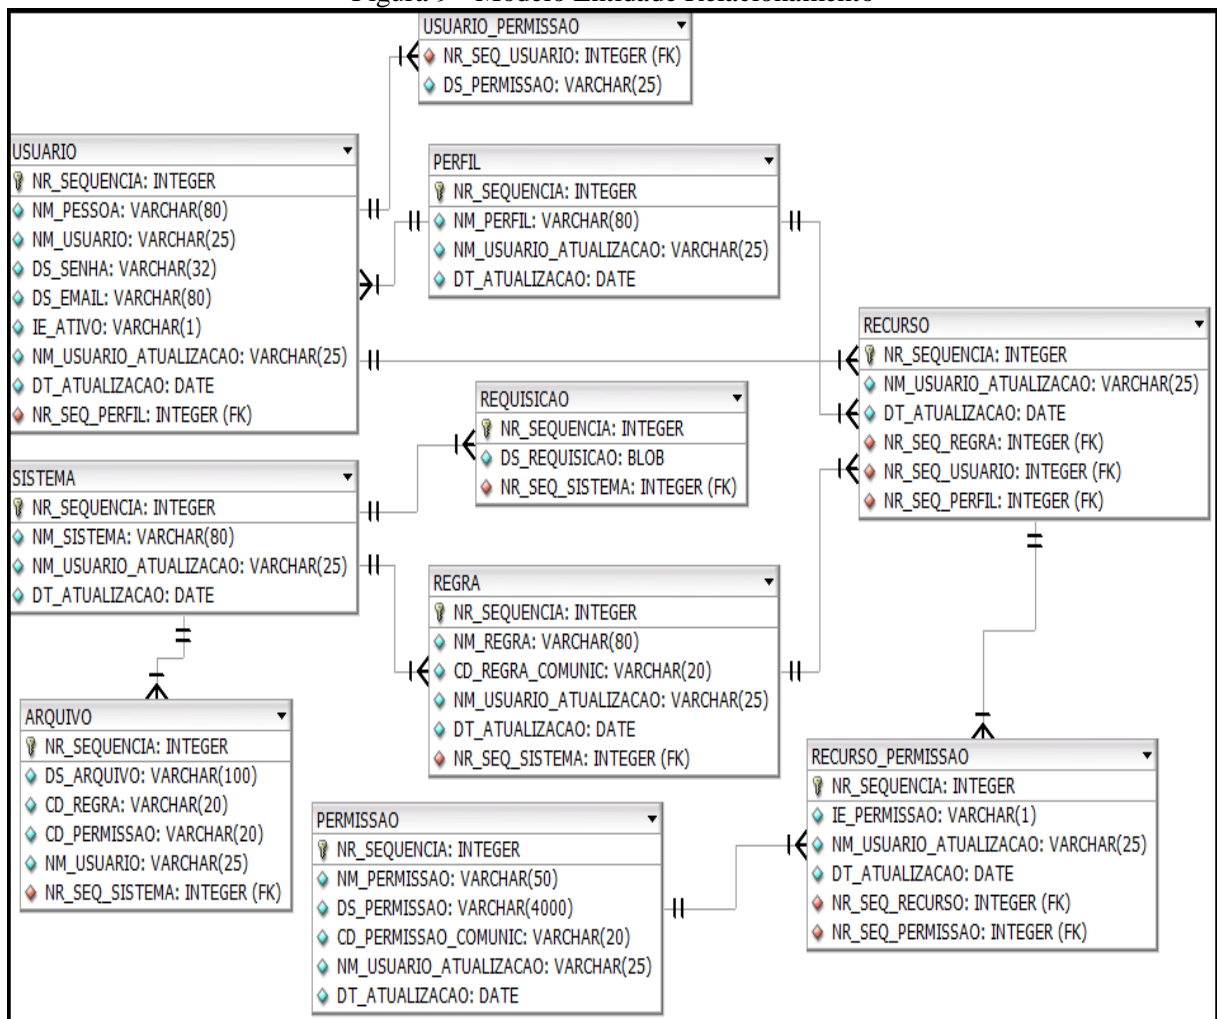 Figura 9 - Modelo Entidade Relacionamento
USUARIO_PERMISSAO
NR_SEQ_USUARIO: INTEGER (FK)
DS_PERMISSAO: VARCHAR(25)
USUARIO
NR_SEQUENCIA: INTEGER
NM_PESSOA: VARCHAR(80)
NM_USUARIO: VARCHAR(25)
DS_SENHA: VARCHAR(32)
DS_EMAIL: VARCHAR(80)
IE_ATIVO: VARCHAR(1)
NM_USUARIO_ATUALIZACAO: VARCHAR(25)
DT_ATUALIZACAO: DATE
NR_SEQ_PERFIL: INTEGER (FK)
PERFIL
NR_SEQUENCIA: INTEGER
NM_PERFIL: VARCHAR(80)
NM_USUARIO_ATUALIZACAO: VARCHAR(25)
DT_ATUALIZACAO: DATE
RECURSO
NR_SEQUENCIA: INTEGER
NM_USUARIO_ATUALIZACAO: VARCHAR(25)
DT_ATUALIZACAO: DATE
NR_SEQ_REGRA: INTEGER (FK)
NR_SEQ_USUARIO: INTEGER (FK)
NR_SEQ_PERFIL: INTEGER (FK)
REQUISICAO
NR_SEQUENCIA: INTEGER
DS_REQUISICAO: BLOB
NR_SEQ_SISTEMA: INTEGER (FK)
SISTEMA
NR_SEQUENCIA: INTEGER
NM_SISTEMA: VARCHAR(80)
NM_USUARIO_ATUALIZACAO: VARCHAR(25)
DT_ATUALIZACAO: DATE
REGRA
NR_SEQUENCIA: INTEGER
NM_REGRA: VARCHAR(80)
CD_REGRA_COMUNIC: VARCHAR(20)
NM_USUARIO_ATUALIZACAO: VARCHAR(25)
DT_ATUALIZACAO: DATE
NR_SEQ_SISTEMA: INTEGER (FK)
ARQUIVO
NR_SEQUENCIA: INTEGER
DS_ARQUIVO: VARCHAR(100)
CD_REGRA: VARCHAR(20)
CD_PERMISSAO: VARCHAR(20)
NM_USUARIO: VARCHAR(25)
NR_SEQ_SISTEMA: INTEGER (FK)
RECURSO_PERMISSAO
NR_SEQUENCIA: INTEGER
IE_PERMISSAO: VARCHAR(1)
NM_USUARIO_ATUALIZACAO: VARCHAR(25)
DT_ATUALIZACAO: DATE
NR_SEQ_RECURSO: INTEGER (FK)
NR_SEQ_PERMISSAO: INTEGER (FK)
PERMISSAO
NR_SEQUENCIA: INTEGER
NM_PERMISSAO: VARCHAR(50)
DS_PERMISSAO: VARCHAR(4000)
CD_PERMISSAO_COMUNIC: VARCHAR(20)
NM_USUARIO_ATUALIZACAO: VARCHAR(25)
DT_ATUALIZACAO: DATE